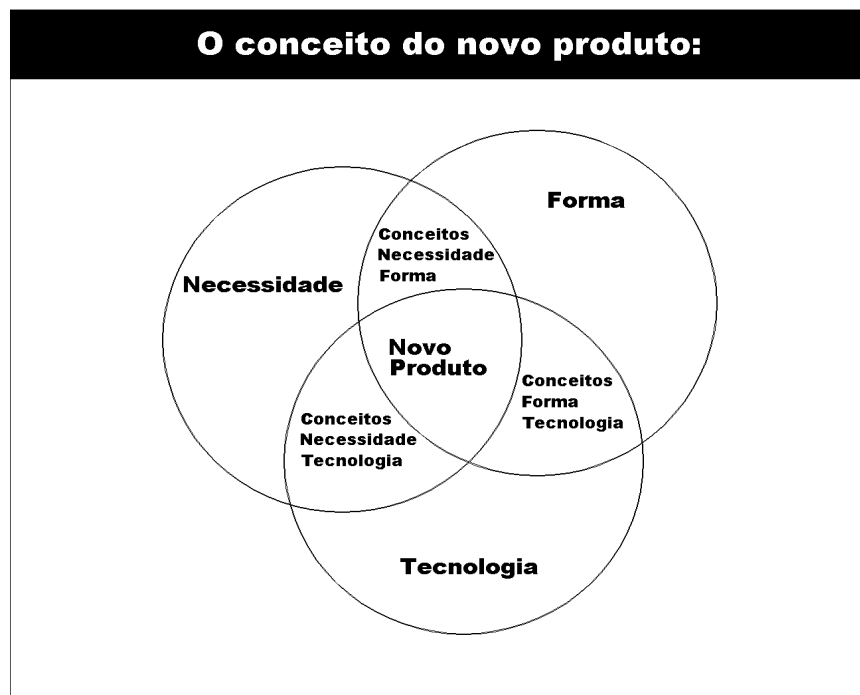 O conceito do novo produto:
Forma
Conceitos
Necessidade
Forma
Necessidade
Novo
Produto
Conceitos
Forma
Tecnologia
Conceitos
Necessidade
Tecnologia
Tecnologia